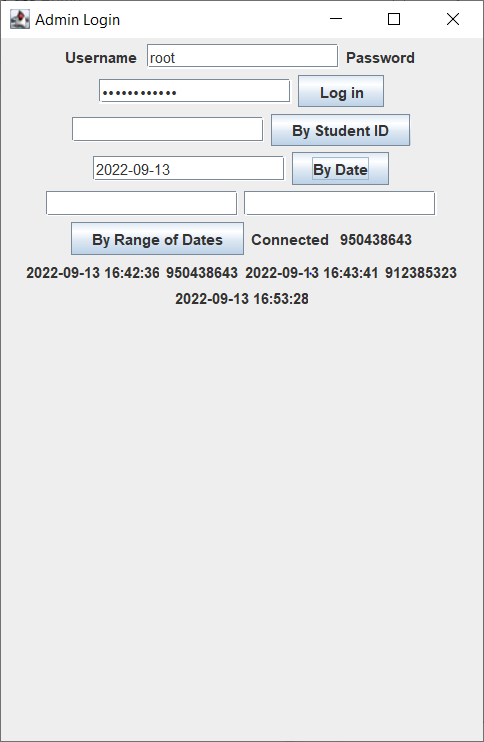 Admin Login
Username root Password
•••••••••••• Log in
By Student ID
2022-09-13 By Date
By Range of Dates Connected 950438643
2022-09-13 16:42:36 950438643 2022-09-13 16:43:41 912385323
2022-09-13 16:53:28